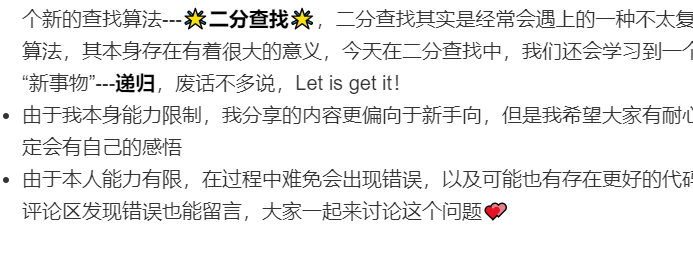 个新的查找算法---🌟二分查找🌟，二分查找其实是经常会遇上的一种不太复
算法，其本身存在有着很大的意义，今天在二分查找中，我们还会学习到一个
“新事物”---递归，废话不多说，Let is get it！
由于我本身能力限制，我分享的内容更偏向于新手向，但是我希望大家有耐心
定会有自己的感悟
由于本人能力有限，在过程中难免会出现错误，以及可能也有存在更好的代码
评论区发现错误也能留言，大家一起来讨论这个问题💕